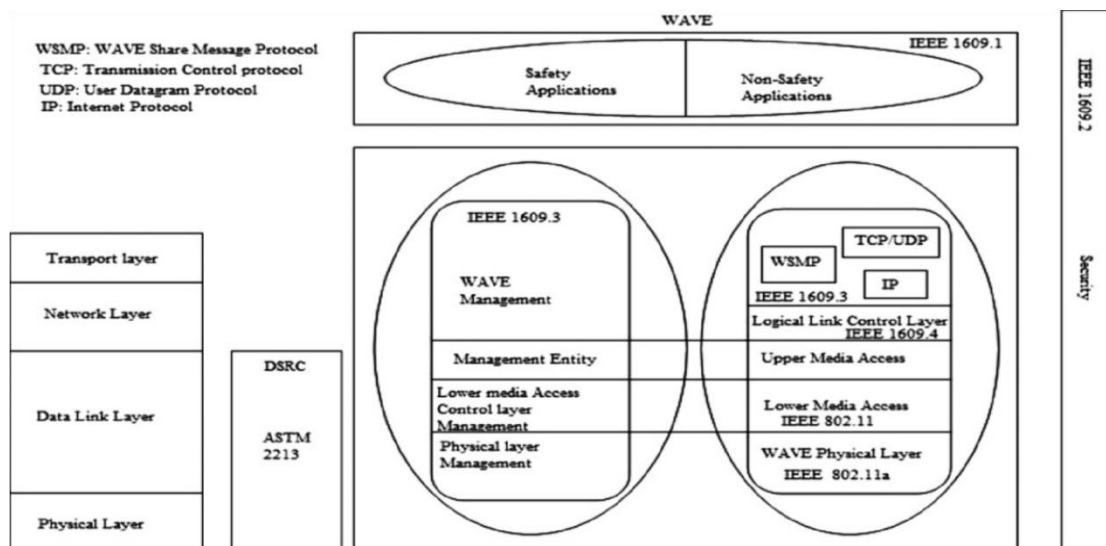 WAVE
WSMP: WAVE Share Message Protocol
TCP: Transmission Control protocol
UDP: User Datagram Protocol
IP: Internet Protocol
IEEE 1609.1
Safety
Applications
Non-Safety
Applications
IEEE 1609.2
Security
Transport layer
Network Layer
Data Link Layer
Physical Layer
DSRC
ASTM
2213
IEEE 1609.3
WAVE
Management
Management Entity
Lower media Access
Control layer
Management
Physical layer
Management
TCP/UDP
WSMP
IP
IEEE 1609.3
Logical Link Control Layer
IEEE 1609.4
Upper Media Access
Lower Media Access
IEEE 802.11
WAVE Physical Layer
IEEE 802.11a